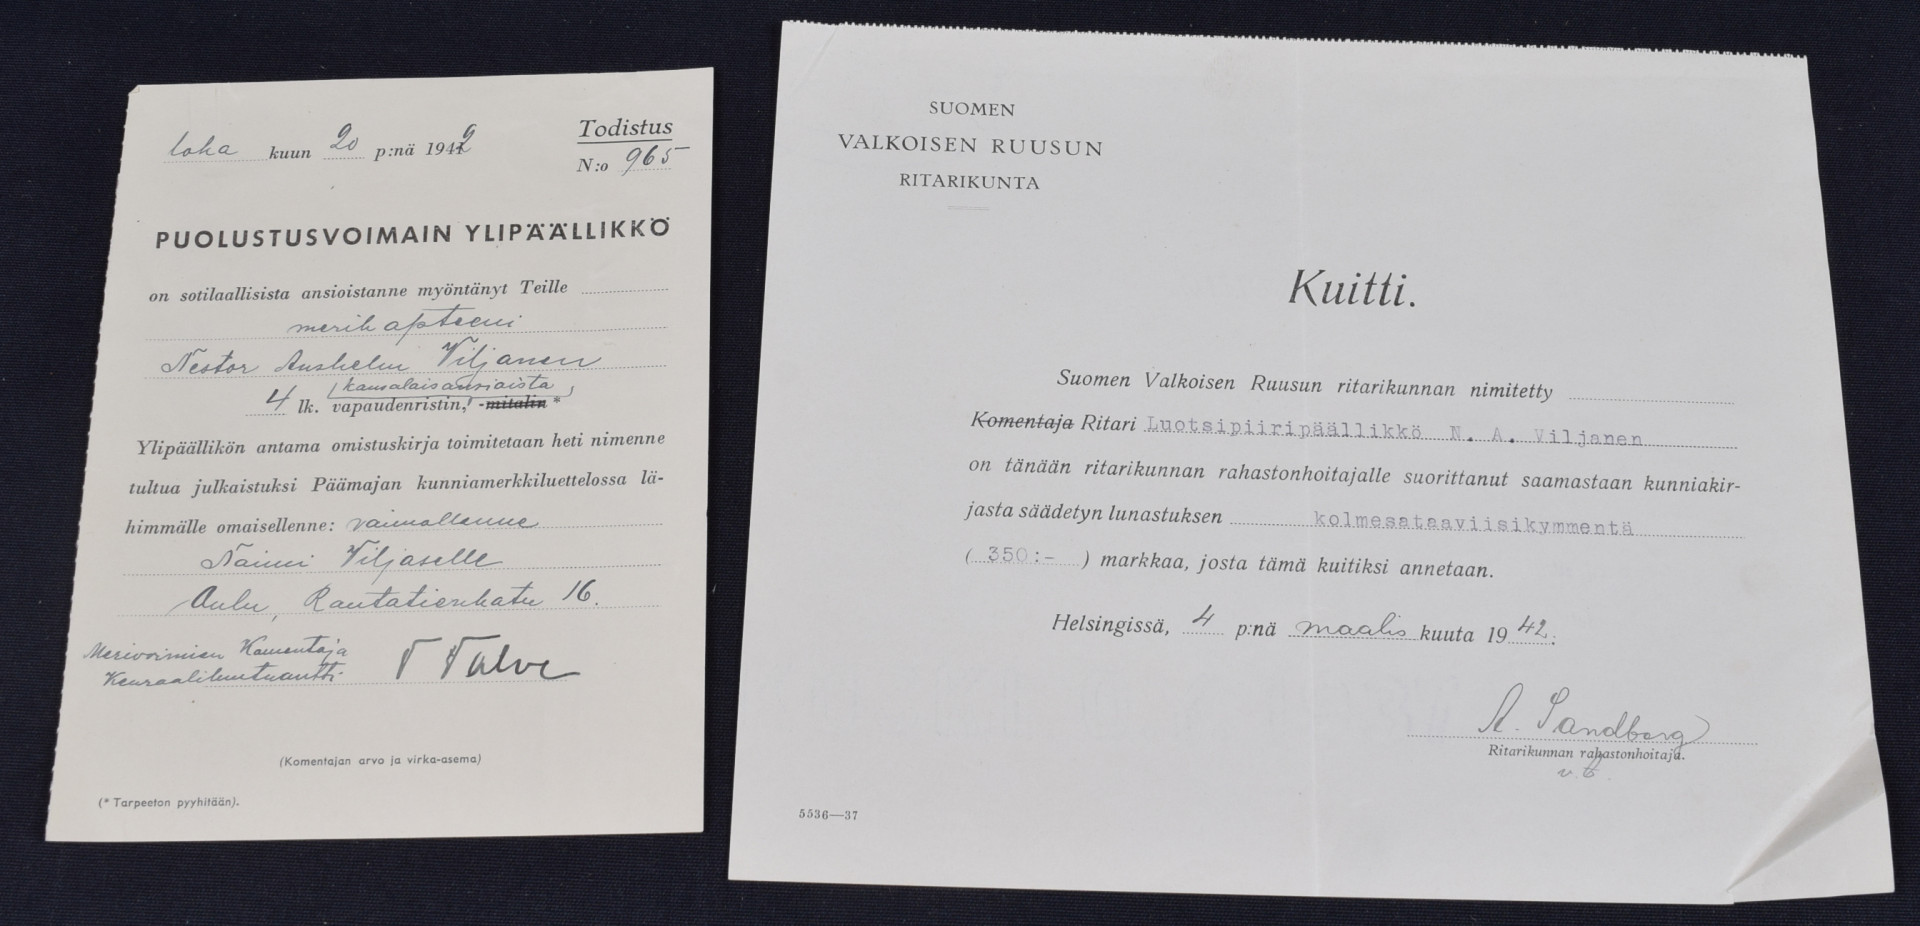 loka kuun 20 p:nä 1942
Todistus
N:o 965
PUOLUSTUSVOIMAIN YLIPÄÄLLIKKÖ
on sotilaallisista ansioistanne myöntänyt Teille
merikapteeni
Nestor Anshelm Viljanen
kansalaisansioista
4 lk. vapaudenristin, -mitalin *
Ylipäällikön antama omistuskirja toimitetaan heti nimenne
tultua julkaistuksi Päämajan kunniamerkkiluettelossa lä-
himmälle omaisellenne: vaimollenne
Naimi Viljaselle
Oulu, Rautatienkatu 16.
Merivoimien Komentaja
Kenraaliluutnantti V Valve
(Komentajan arvo ja virka-asema)
(* Tarpeeton pyyhitään).
SUOMEN
VALKOISEN RUUSUN
RITARIKUNTA
Kuitti.
Suomen Valkoisen Ruusun ritarikunnan nimitetty
Komentaja Ritari Luotsipiiripäällikkö N. A. Viljanen
on tänään ritarikunnan rahastonhoitajalle suorittanut saamastaan kunniakir-
jasta säädetyn lunastuksen kolmesataaviisikymmentä
( 350:- ) markkaa, josta tämä kuitiksi annetaan.
Helsingissä, 4 p:nä maalis kuuta 1942.
A. Sandberg
Ritarikunnan rahastonhoitaja.
v.t.
5536—37